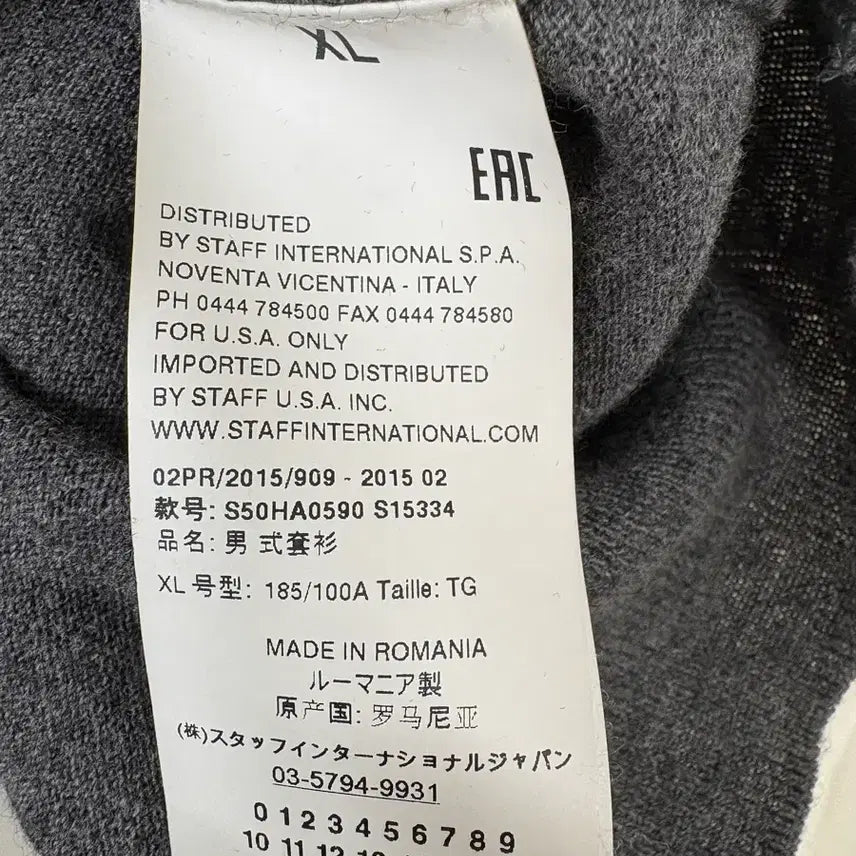 XL
EAC
DISTRIBUTED
BY STAFF INTERNATIONAL S.P.A.
NOVENTA VICENTINA - ITALY
PH 0444 784500 FAX 0444 784580
FOR U.S.A. ONLY
IMPORTED AND DISTRIBUTED
BY STAFF U.S.A. INC.
WWW.STAFFINTERNATIONAL.COM
02PR/2015/909 - 2015 02
款号: S50HA0590 S15334
品名: 男 式套衫
XL 号型: 185/100A Taille: TG
MADE IN ROMANIA
ルーマニア製
原产国: 罗马尼亚
(株)スタッフインターナショナルジャパン
03-5794-9931
0 1 2 3 4 5 6 7 8 9
10 11 12